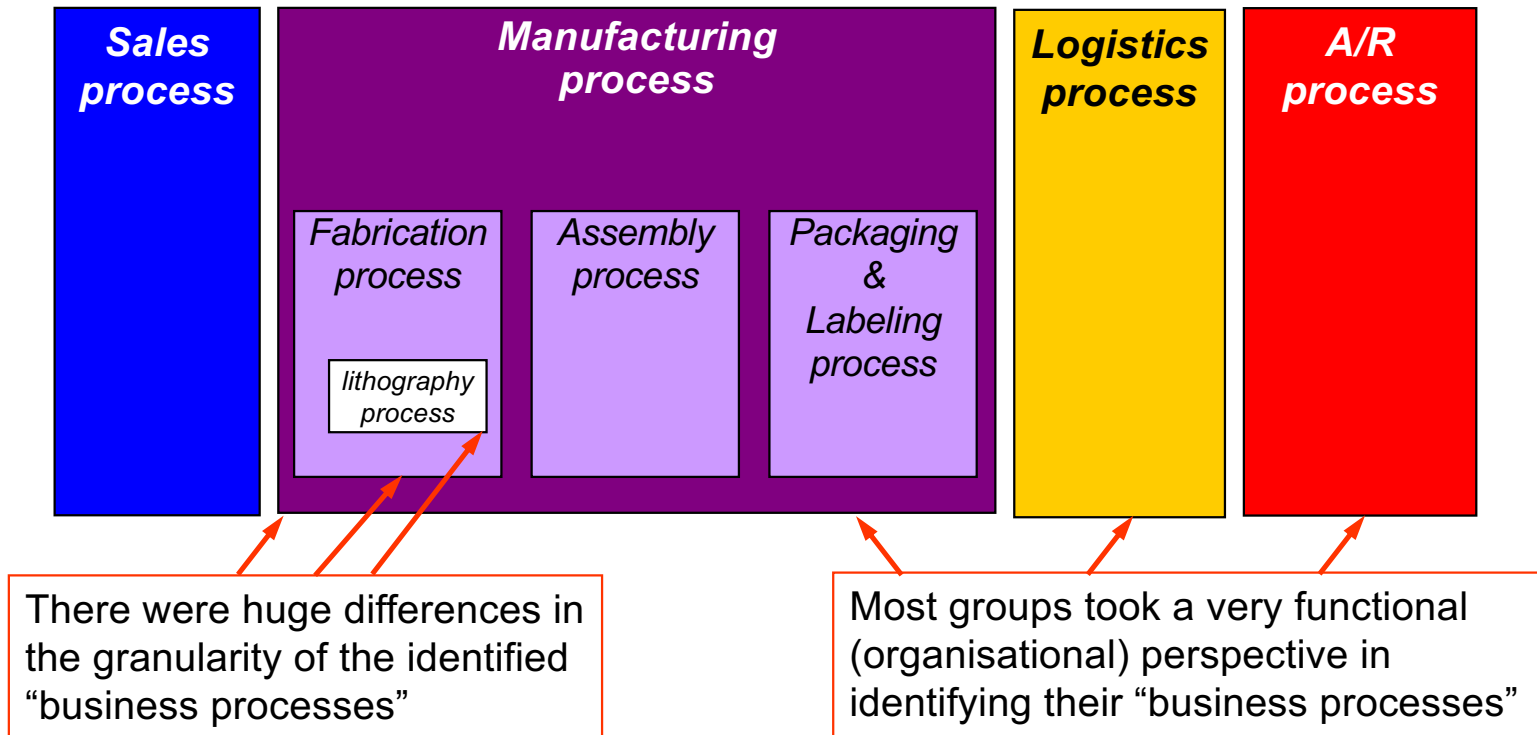 Sales
process
Manufacturing
process
Logistics
process
A/R
process
Fabrication
process
Assembly
process
Packaging
&
Labeling
process
lithography
process
There were huge differences in
the granularity of the identified
“business processes”
Most groups took a very functional
(organisational) perspective in
identifying their “business processes”